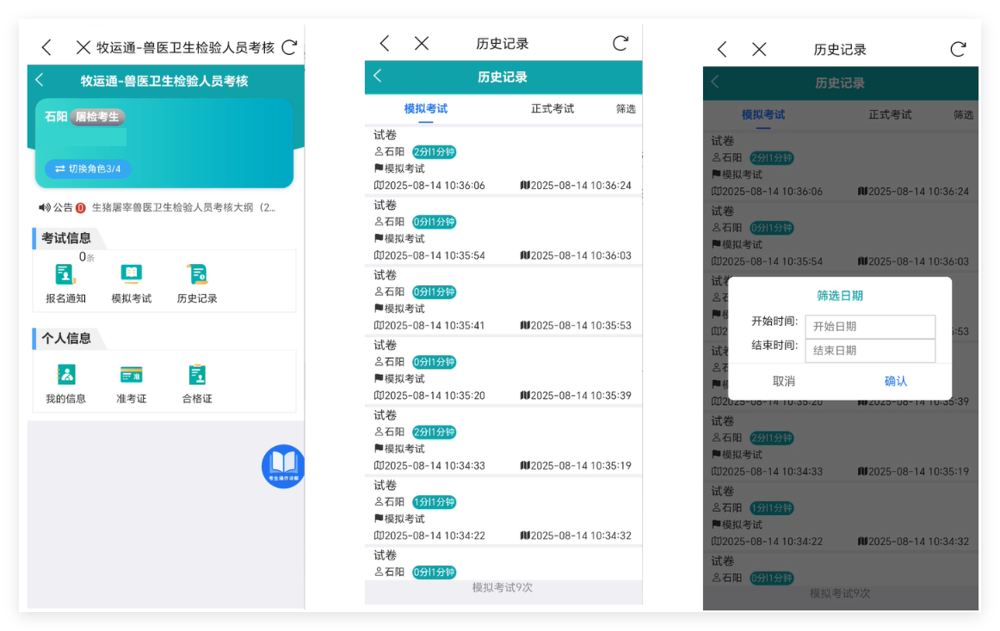 牧运通-兽医卫生检验人员考核
牧运通-兽医卫生检验人员考核
石阳 屠检考生
切换角色3/4
公告 0 生猪屠宰兽医卫生检验人员考核大纲（2...
考试信息
0条
报名通知 模拟考试 历史记录
个人信息
准
我的信息 准考证 合格证
考生操作讲解
历史记录
历史记录
模拟考试 正式考试 筛选
试卷
石阳 2分|1分钟
模拟考试
2025-08-14 10:36:06 2025-08-14 10:36:24
试卷
石阳 0分|1分钟
模拟考试
2025-08-14 10:35:54 2025-08-14 10:36:03
试卷
石阳 0分|1分钟
模拟考试
2025-08-14 10:35:41 2025-08-14 10:35:53
试卷
石阳 0分|1分钟
模拟考试
2025-08-14 10:35:20 2025-08-14 10:35:39
试卷
石阳 2分|1分钟
模拟考试
2025-08-14 10:34:33 2025-08-14 10:35:19
试卷
石阳 1分|1分钟
模拟考试
2025-08-14 10:34:22 2025-08-14 10:34:32
试卷
石阳 0分|1分钟
模拟考试9次
历史记录
历史记录
模拟考试 正式考试 筛选
试卷
石阳 2分|1分钟
模拟考试
2025-08-14 10:36:06 2025-08-14 10:36:24
试卷
石阳 0分|1分钟
模拟考试
2025-08-14 10:35:54 2025-08-14 10:36:03
筛选日期
开始时间: 开始日期
结束时间: 结束日期
取消 确认
2025-08-14 10:35:20 2025-08-14 10:35:39
试卷
石阳 2分|1分钟
模拟考试
2025-08-14 10:34:33 2025-08-14 10:35:19
试卷
石阳 1分|1分钟
模拟考试
2025-08-14 10:34:22 2025-08-14 10:34:32
试卷
石阳 0分|1分钟
模拟考试9次